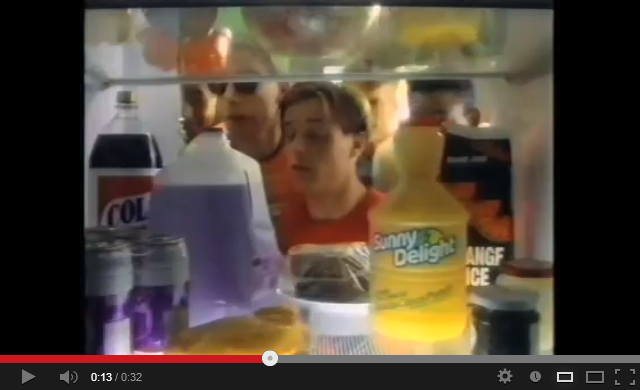 COL
Sunny
Delight
ANGE
ICE
0:13 / 0:32